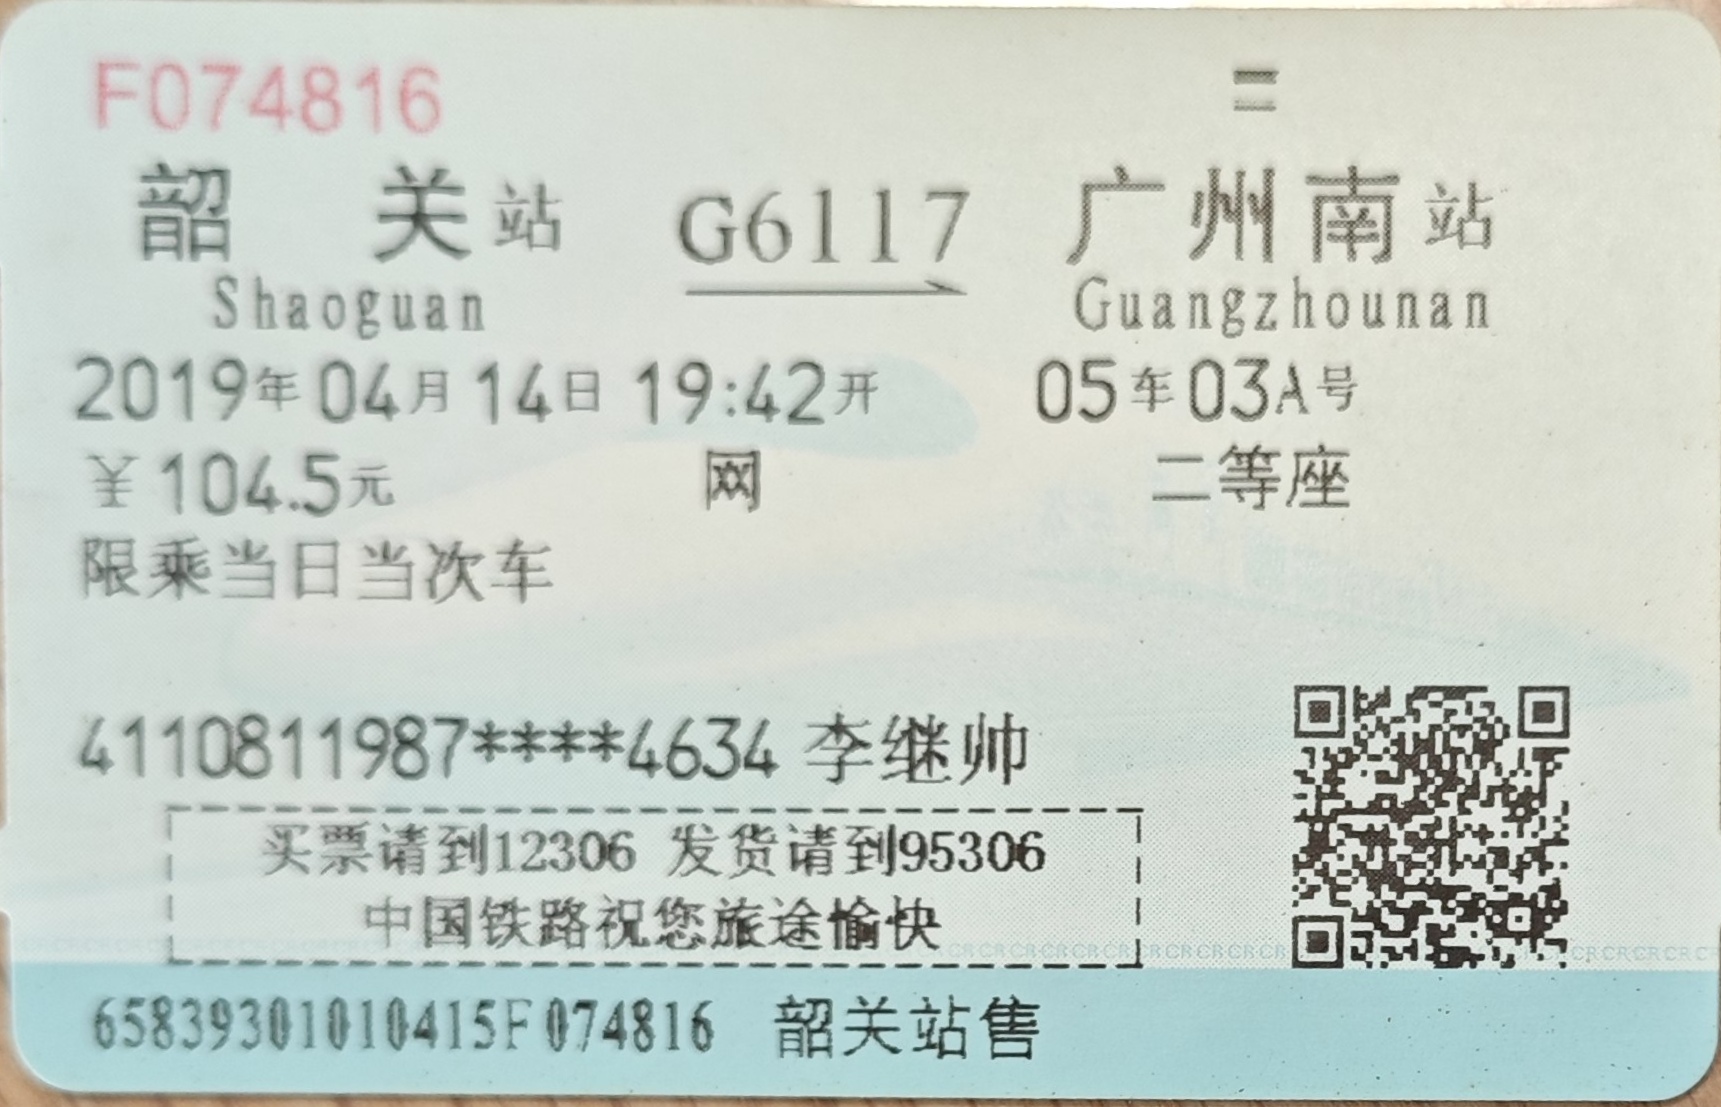 F074816
二
韶 关 站 G6117 广州南站
Shaoguan Guangzhounan
2019年04月14日 19:42开 05车03A号
￥104.5元 网 二等座
限乘当日当次车
4110811987****4634 李继帅
买票请到12306 发货请到95306
中国铁路祝您旅途愉快
CRCRCRCRCRCRCRCRCRCRCR
65839301010415F074816 韶关站售